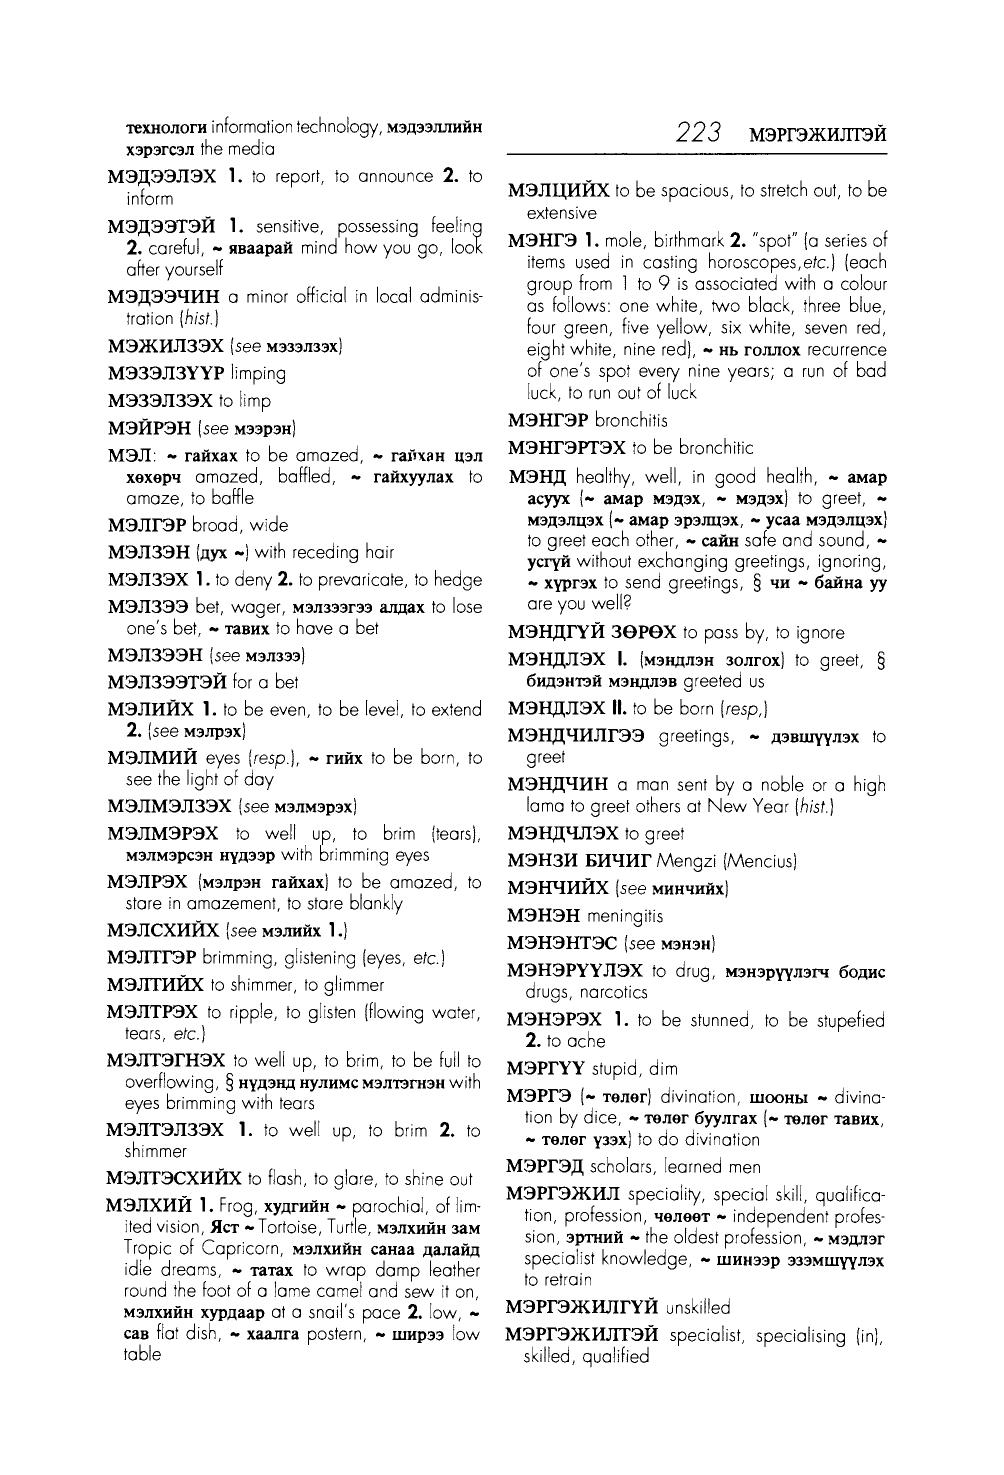 технологи information technology, мэдээллийн
хэрэгсэл the media
МЭДЭЭЛЭХ 1. to report, to announce 2. to
inform
МЭДЭЭТЭЙ 1. sensitive, possessing feeling
2. careful, ~ яваарай mind how you go, look
after yourself
МЭДЭЭЧИН a minor official in local adminis-
tration (hist.)
МЭЖИЛЗЭХ (see мэзэлзэх)
МЭЗЭЛЗҮҮР limping
МЭЗЭЛЗЭХ to limp
МЭЙРЭН (see мээрэн)
МЭЛ: ~ гайхах to be amazed, ~ гайхан цэл
хөхөрч amazed, baffled, ~ гайхуулах to
amaze, to baffle
МЭЛГЭР broad, wide
МЭЛЗЭН (дух ~) with receding hair
МЭЛЗЭХ 1. to deny 2. to prevaricate, to hedge
МЭЛЗЭЭ bet, wager, мэлзээгээ алдах to lose
one's bet, ~ тавих to have a bet
МЭЛЗЭЭН (see мэлзээ)
МЭЛЗЭЭТЭЙ for a bet
МЭЛИЙХ 1. to be even, to be level, to extend
2. (see мэлрэх)
МЭЛМИЙ eyes (resp.), ~ гийх to be born, to
see the light of day
МЭЛМЭЛЗЭХ (see мэлмэрэх)
МЭЛМЭРЭХ to well up, to brim (tears),
мэлмэрсэн нүдээр with brimming eyes
МЭЛРЭХ (мэлрэн гайхах) to be amazed, to
stare in amazement, to stare blankly
МЭЛСХИЙХ (see мэлийх 1.)
МЭЛТГЭР brimming, glistening (eyes, etc.)
МЭЛТИЙХ to shimmer, to glimmer
МЭЛТРЭХ to ripple, to glisten (flowing water,
tears, etc.)
МЭЛТЭГНЭХ to well up, to brim, to be full to
overflowing, § нүдэнд нулимс мэлтэгнэн with
eyes brimming with tears
МЭЛТЭЛЗЭХ 1. to well up, to brim 2. to
shimmer
МЭЛТЭСХИЙХ to flash, to glare, to shine out
МЭЛХИЙ 1. Frog, худгийн ~ parochial, of lim-
ited vision, Яст ~ Tortoise, Turtle, мэлхийн зам
Tropic of Capricorn, мэлхийн санаа далайд
idle dreams, ~ татах to wrap damp leather
round the foot of a lame camel and sew it on,
мэлхийн хурдаар at a snail's pace 2. low, ~
сав flat dish, ~ хаалга postern, ~ ширээ low
table
223 МЭРГЭЖИЛТЭЙ
МЭЛЦИЙХ to be spacious, to stretch out, to be
extensive
МЭНГЭ 1. mole, birthmark 2. "spot" (a series of
items used in casting horoscopes,etc.) (each
group from 1 to 9 is associated with a colour
as follows: one white, two black, three blue,
four green, five yellow, six white, seven red,
eight white, nine red), ~ нь голлох recurrence
of one's spot every nine years; a run of bad
luck, to run out of luck
МЭНГЭР bronchitis
МЭНГЭРТЭХ to be bronchitic
МЭНД healthy, well, in good health, ~ амар
асуух (~ амар мэдэх, ~ мэдэх) to greet, ~
мэдэлцэх (~ амар эрэлцэх, ~ усаа мэдэлцэх)
to greet each other, ~ сайн safe and sound, ~
усгүй without exchanging greetings, ignoring,
~ хүргэх to send greetings, § чи ~ байна уу
are you well?
МЭНДГҮЙ ЗӨРӨХ to pass by, to ignore
МЭНДЛЭХ I. (мэндлэн золгох) to greet, §
бидэнтэй мэндлэв greeted us
МЭНДЛЭХ II. to be born (resp,)
МЭНДЧИЛГЭЭ greetings, ~ дэвшүүлэх to
greet
МЭНДЧИН a man sent by a noble or a high
lama to greet others at New Year (hist.)
МЭНДЧЛЭХ to greet
МЭНЗИ БИЧИГ Mengzi (Mencius)
МЭНЧИЙХ (see минчийх)
МЭНЭН meningitis
МЭНЭНТЭС (see мэнэн)
МЭНЭРҮҮЛЭХ to drug, мэнэрүүлэгч бодис
drugs, narcotics
МЭНЭРЭХ 1. to be stunned, to be stupefied
2. to ache
МЭРГҮҮ stupid, dim
МЭРГЭ (~ төлөг) divination, шооны ~ divina-
tion by dice, ~ төлөг буулгах (~ төлөг тавих,
~ төлөг үзэх) to do divination
МЭРГЭД scholars, learned men
МЭРГЭЖИЛ speciality, special skill, qualifica-
tion, profession, чөлөөт ~ independent profes-
sion, эртний ~ the oldest profession, ~ мэдлэг
specialist knowledge, ~ шинээр эзэмшүүлэх
to retrain
МЭРГЭЖИЛГҮЙ unskilled
МЭРГЭЖИЛТЭЙ specialist, specialising (in),
skilled, qualified